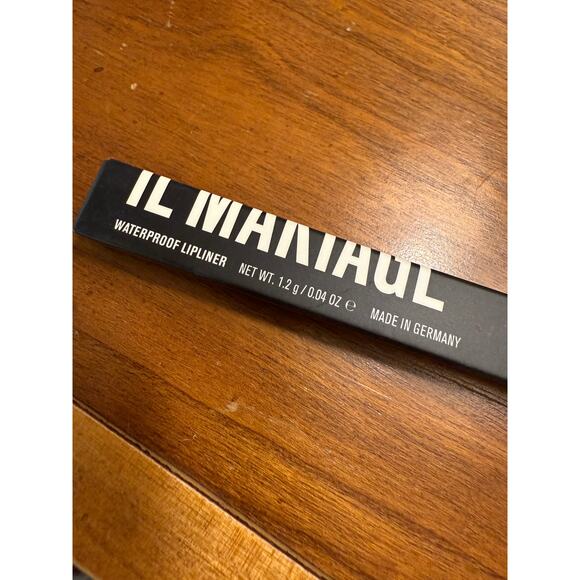 IL MAKIAGE
WATERPROOF LIPLINER NET WT. 1.2 g / 0.04 OZ ℮ MADE IN GERMANY